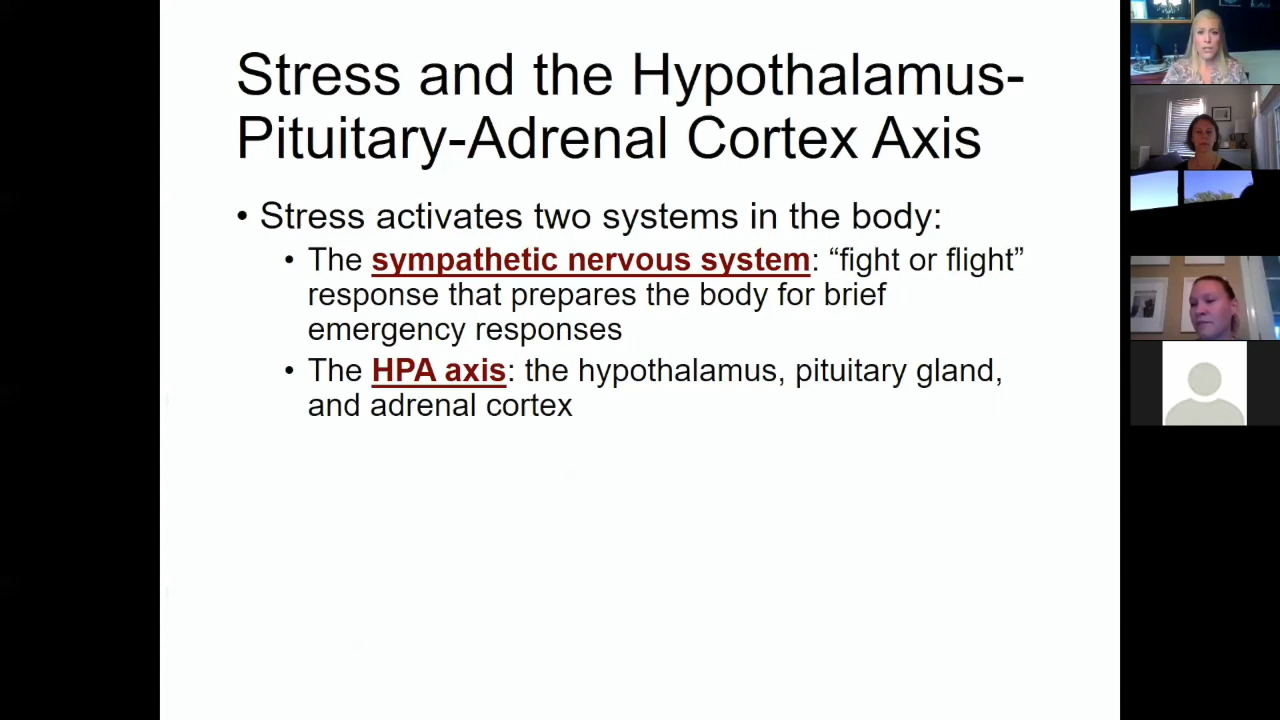 Stress and the Hypothalamus-
Pituitary-Adrenal Cortex Axis
• Stress activates two systems in the body:
• The sympathetic nervous system: “fight or flight”
response that prepares the body for brief
emergency responses
• The HPA axis: the hypothalamus, pituitary gland,
and adrenal cortex